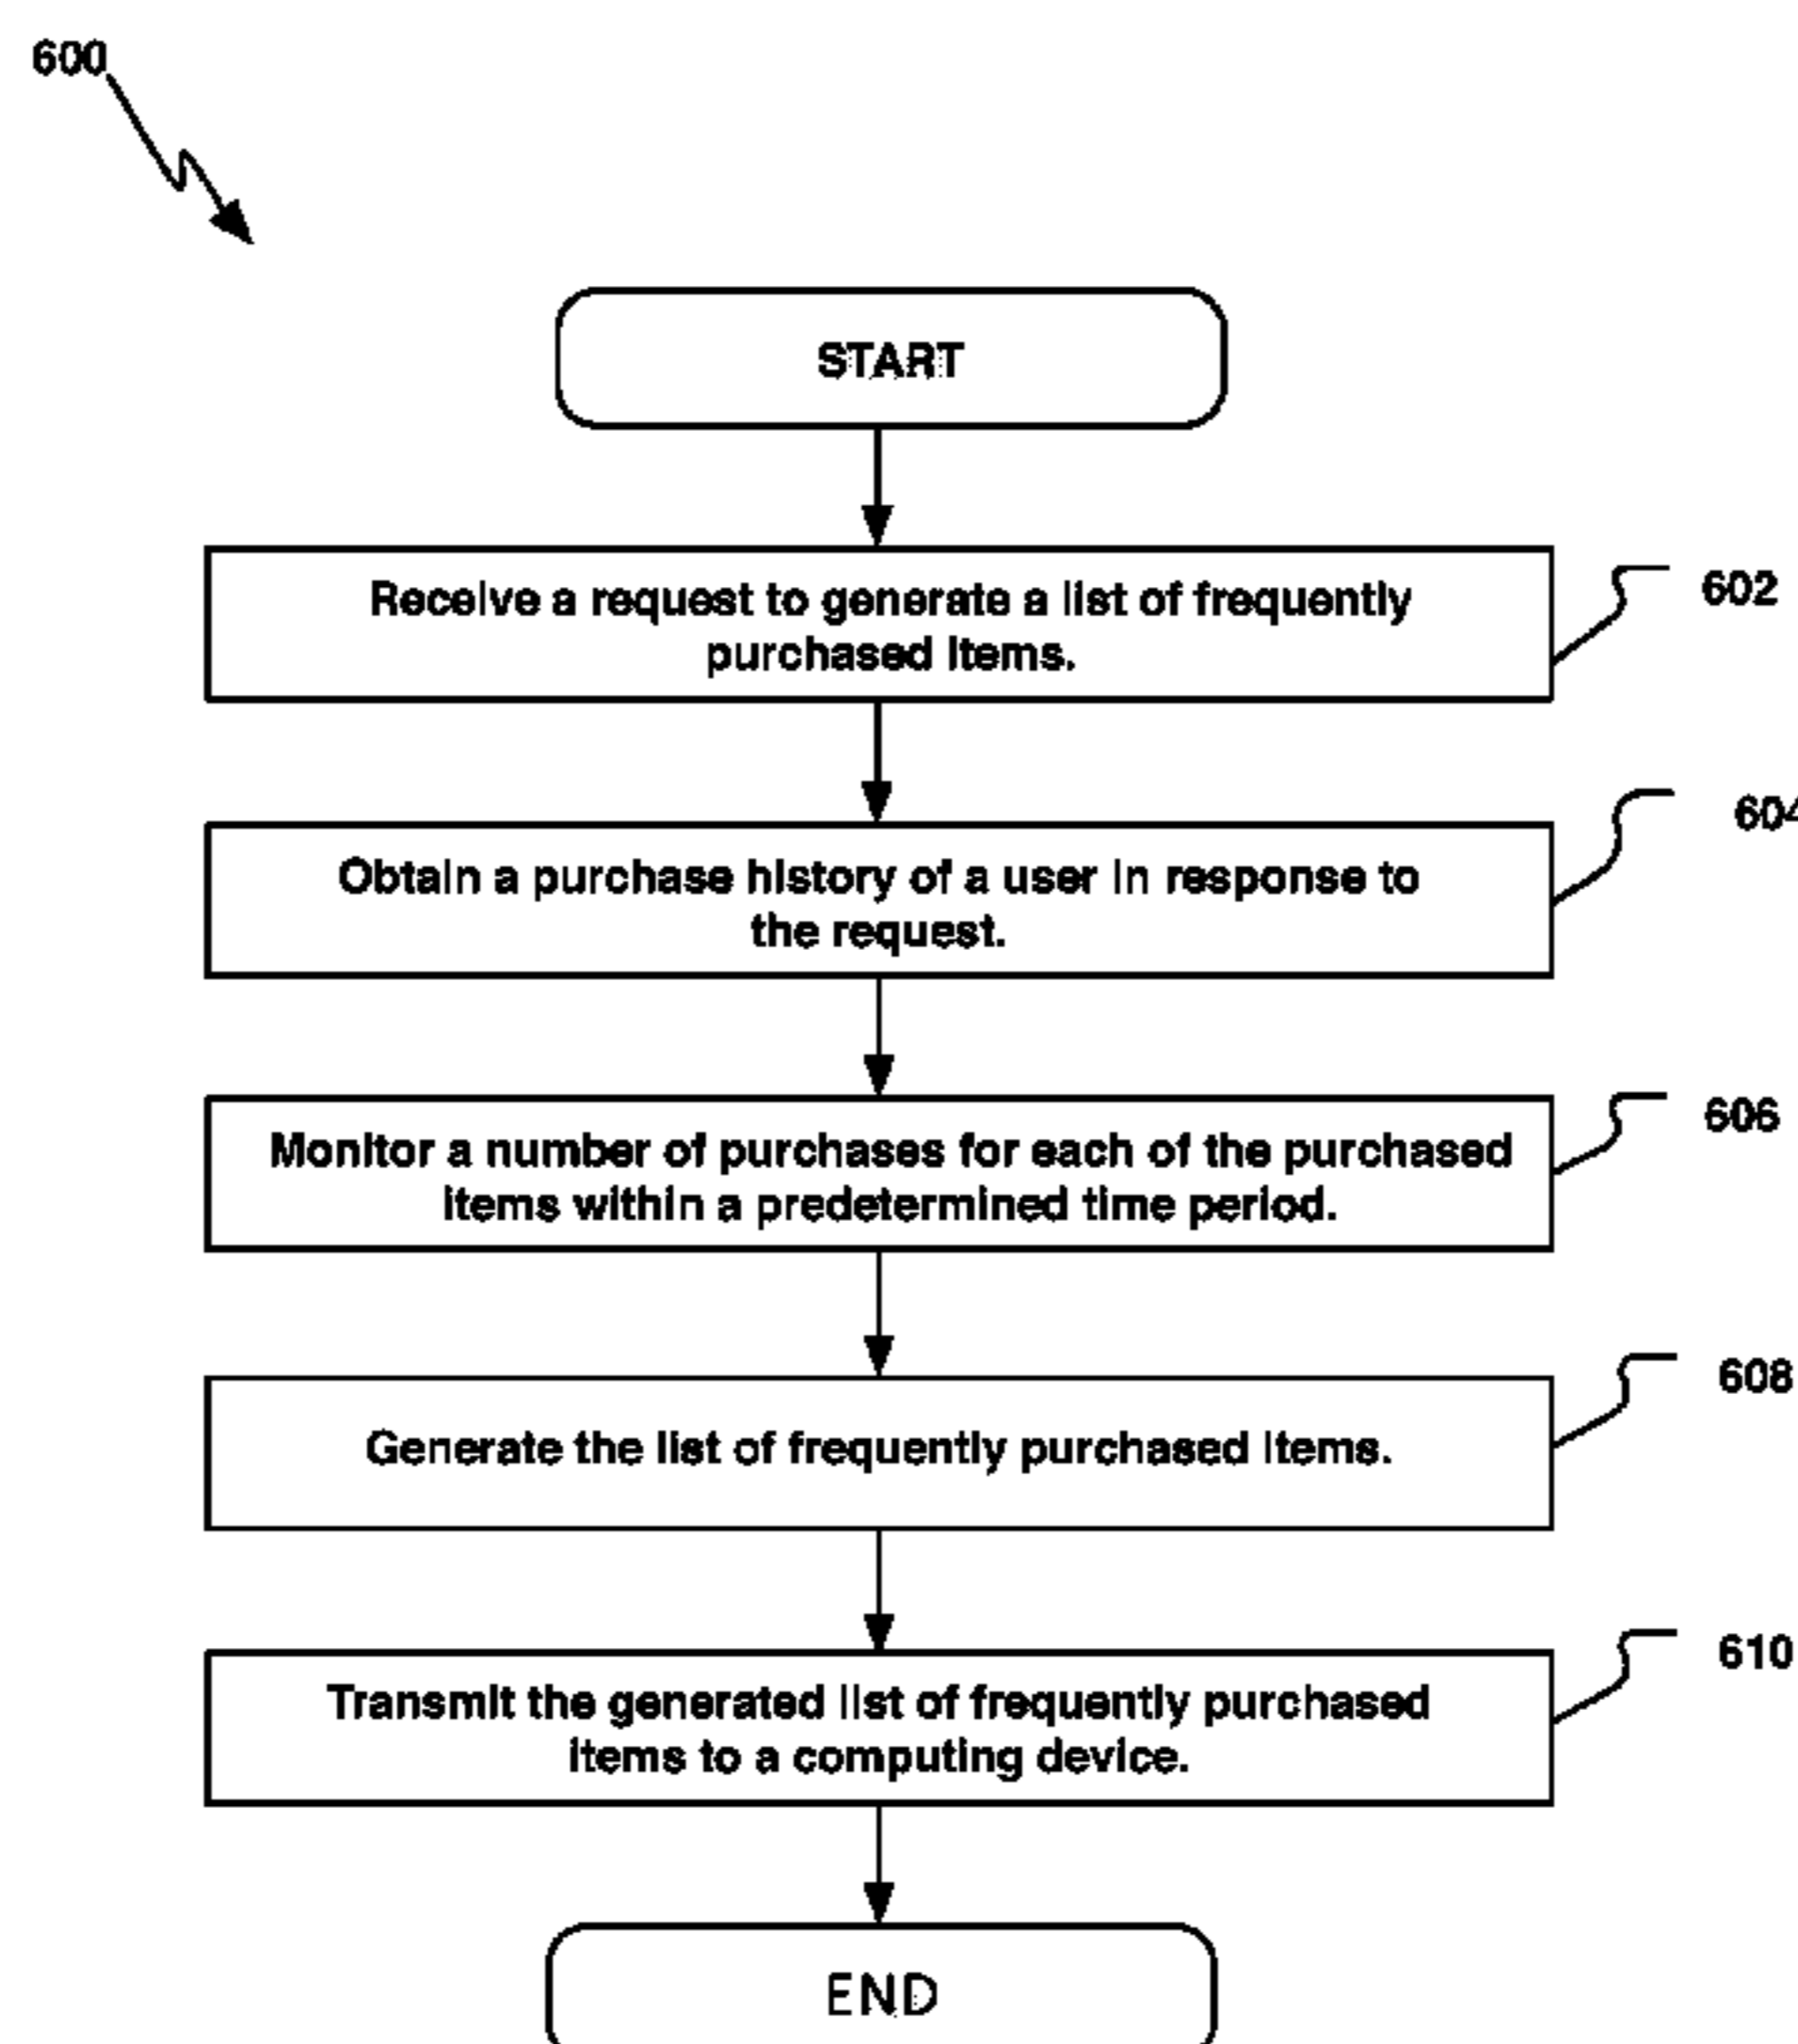 600
START
Receive a request to generate a list of frequently
purchased items.
602
Obtain a purchase history of a user in response to
the request.
604
Monitor a number of purchases for each of the purchased
items within a predetermined time period.
606
Generate the list of frequently purchased items.
608
Transmit the generated list of frequently purchased
items to a computing device.
610
END